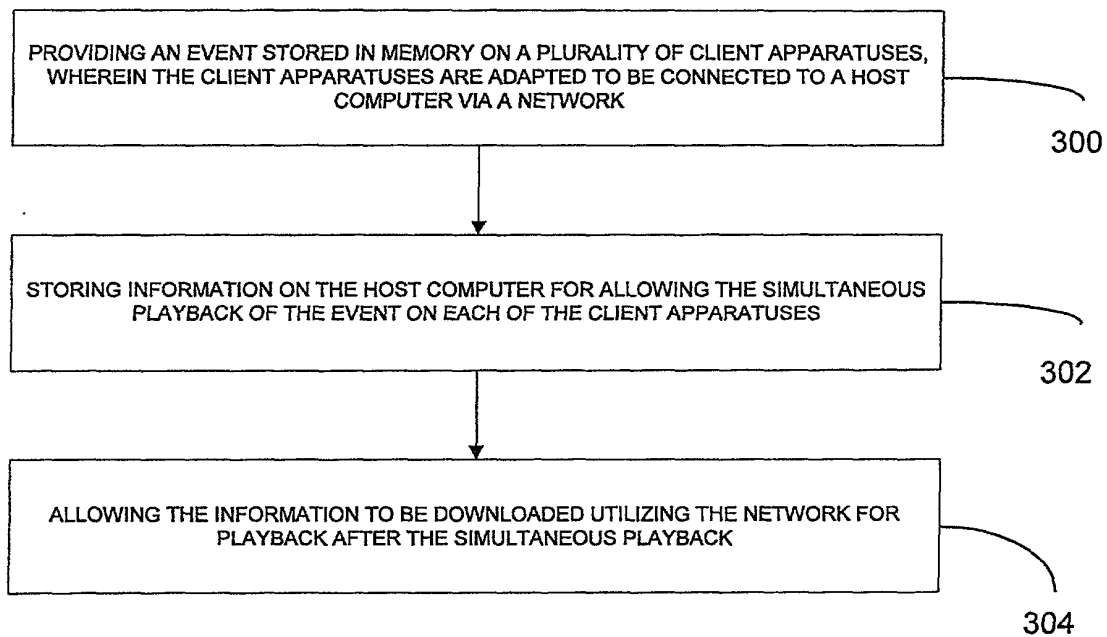 PROVIDING AN EVENT STORED IN MEMORY ON A PLURALITY OF CLIENT APPARATUSES,
WHEREIN THE CLIENT APPARATUSES ARE ADAPTED TO BE CONNECTED TO A HOST
COMPUTER VIA A NETWORK
300
STORING INFORMATION ON THE HOST COMPUTER FOR ALLOWING THE SIMULTANEOUS
PLAYBACK OF THE EVENT ON EACH OF THE CLIENT APPARATUSES
302
ALLOWING THE INFORMATION TO BE DOWNLOADED UTILIZING THE NETWORK FOR
PLAYBACK AFTER THE SIMULTANEOUS PLAYBACK
304